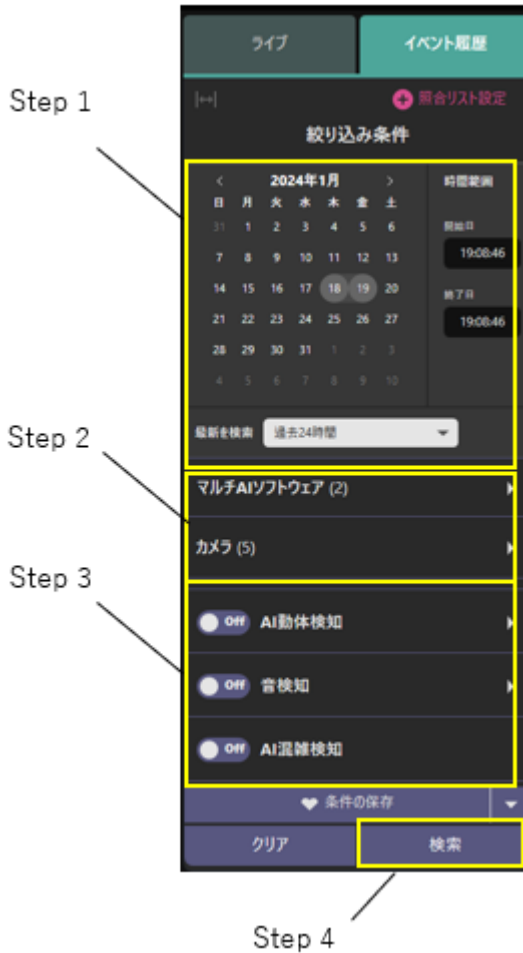 ライブ イベント履歴
Step 1
照合リスト設定
絞り込み条件
< 2024年1月 > 時間範囲
日 月 火 水 木 金 土
31 1 2 3 4 5 6 開始日
7 8 9 10 11 12 13 19:08:46
14 15 16 17 18 19 20 終了日
21 22 23 24 25 26 27 19:08:46
28 29 30 31 1 2 3
4 5 6 7 8 9 10
Step 2
最新を検索 過去24時間
マルチAIソフトウェア (2)
カメラ (5)
Step 3
Off AI動体検知
Off 音検知
Off AI混雑検知
条件の保存
クリア 検索
Step 4